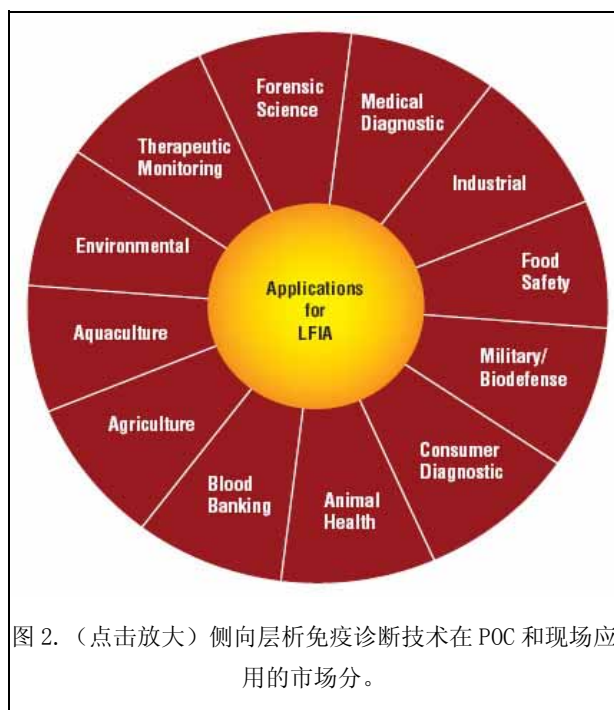 Forensic
Science
Medical
Diagnostic
Industrial
Food
Safety
Military/
Biodefense
Consumer
Diagnostic
Animal
Health
Blood
Banking
Agriculture
Aquaculture
Environmental
Therapeutic
Monitoring
Applications
for
LFIA
图 2. （点击放大）侧向层析免疫诊断技术在 POC 和现场应
用的市场分。